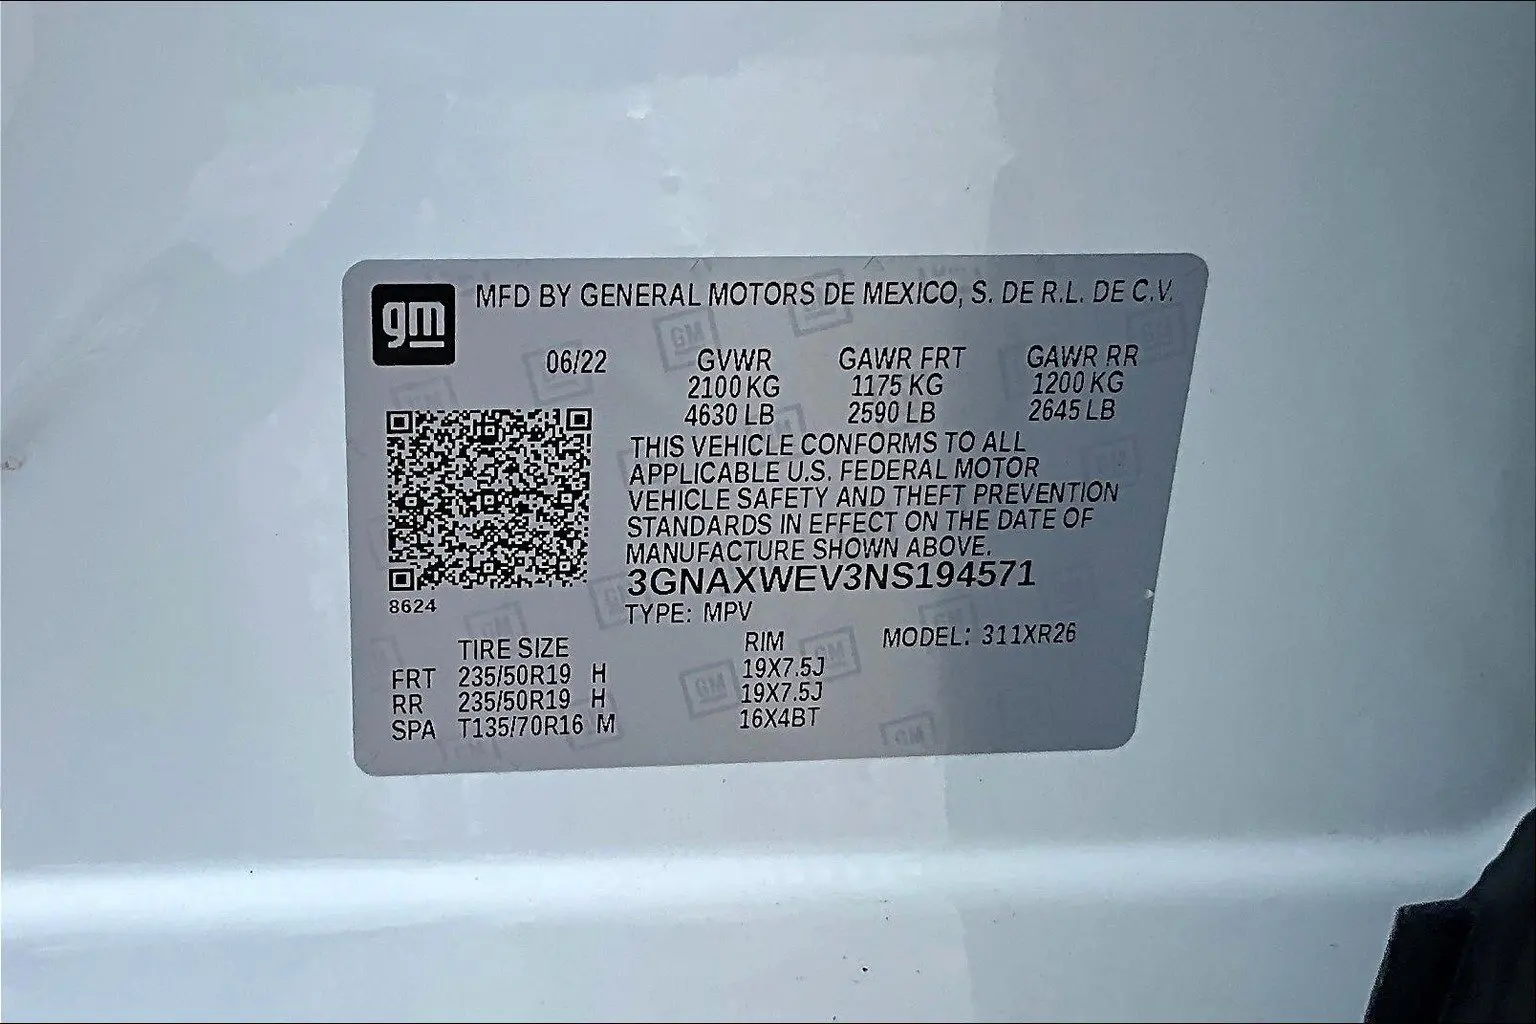 gm MFD BY GENERAL MOTORS DE MEXICO, S. DE R.L. DE C.V.
06/22 GVWR GAWR FRT GAWR RR
2100 KG 1175 KG 1200 KG
4630 LB 2590 LB 2645 LB
THIS VEHICLE CONFORMS TO ALL
APPLICABLE U.S. FEDERAL MOTOR
VEHICLE SAFETY AND THEFT PREVENTION
STANDARDS IN EFFECT ON THE DATE OF
MANUFACTURE SHOWN ABOVE.
3GNAXWEV3NS194571
8624
TYPE: MPV
TIRE SIZE RIM MODEL: 311XR26
FRT 235/50R19 H 19X7.5J
RR 235/50R19 H 19X7.5J
SPA T135/70R16 M 16X4BT